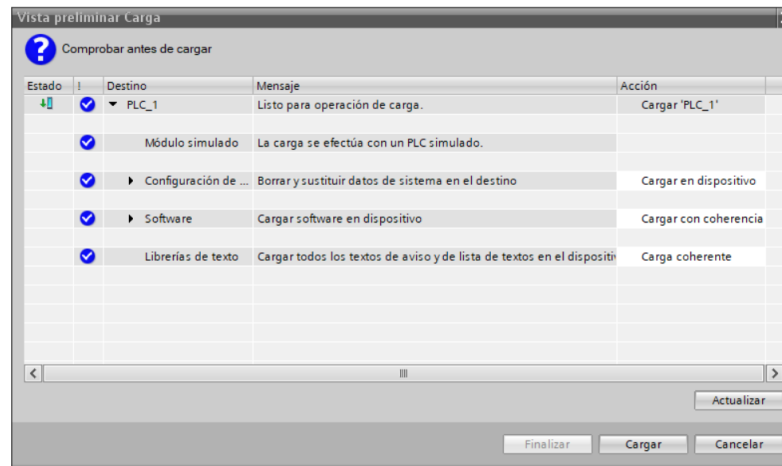 Vista preliminar Carga
Comprobar antes de cargar
Estado ! Destino Mensaje Acción
PLC_1 Listo para operación de carga. Cargar 'PLC_1'
Módulo simulado La carga se efectúa con un PLC simulado.
Configuración de ... Borrar y sustituir datos de sistema en el destino Cargar en dispositivo
Software Cargar software en dispositivo Cargar con coherencia
Librerías de texto Cargar todos los textos de aviso y de lista de textos en el dispositiv Carga coherente
Actualizar
Finalizar Cargar Cancelar